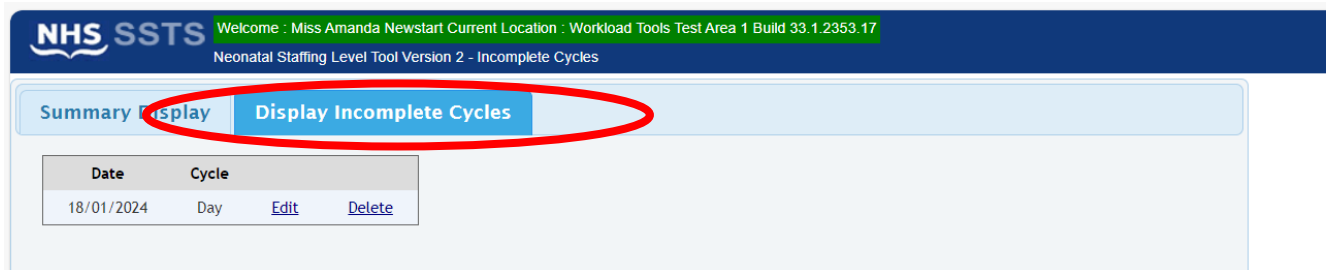 NHS SSTS Welcome : Miss Amanda Newstart Current Location : Workload Tools Test Area 1 Build 33.1.2353.17
Neonatal Staffing Level Tool Version 2 - Incomplete Cycles
Summary Display Display Incomplete Cycles
Date Cycle
18/01/2024 Day Edit Delete